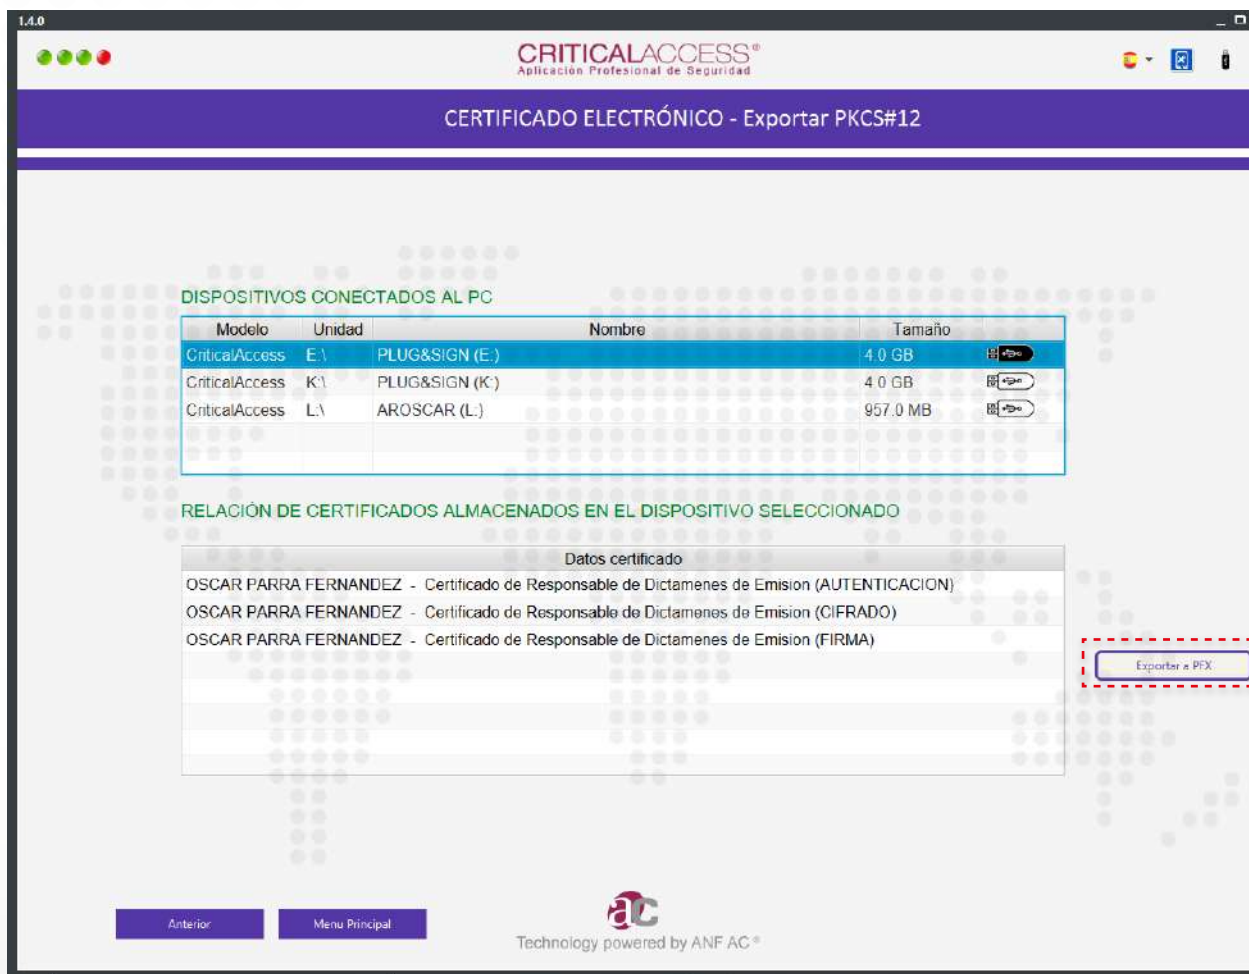 1.4.0
CRITICALACCESS®
Aplicación Profesional de Seguridad
CERTIFICADO ELECTRÓNICO - Exportar PKCS#12
DISPOSITIVOS CONECTADOS AL PC
Modelo Unidad Nombre Tamaño
CriticalAccess E:\ PLUG&SIGN (E:) 4.0 GB
CriticalAccess K:\ PLUG&SIGN (K:) 4.0 GB
CriticalAccess L:\ AROSCAR (L:) 957.0 MB
RELACIÓN DE CERTIFICADOS ALMACENADOS EN EL DISPOSITIVO SELECCIONADO
Datos certificado
OSCAR PARRA FERNANDEZ - Certificado de Responsable de Dictamenes de Emision (AUTENTICACION)
OSCAR PARRA FERNANDEZ - Certificado de Responsable de Dictamenes de Emision (CIFRADO)
OSCAR PARRA FERNANDEZ - Certificado de Responsable de Dictamenes de Emision (FIRMA)
Exportar a PFX
Anterior Menu Principal
ac
Technology powered by ANF AC®